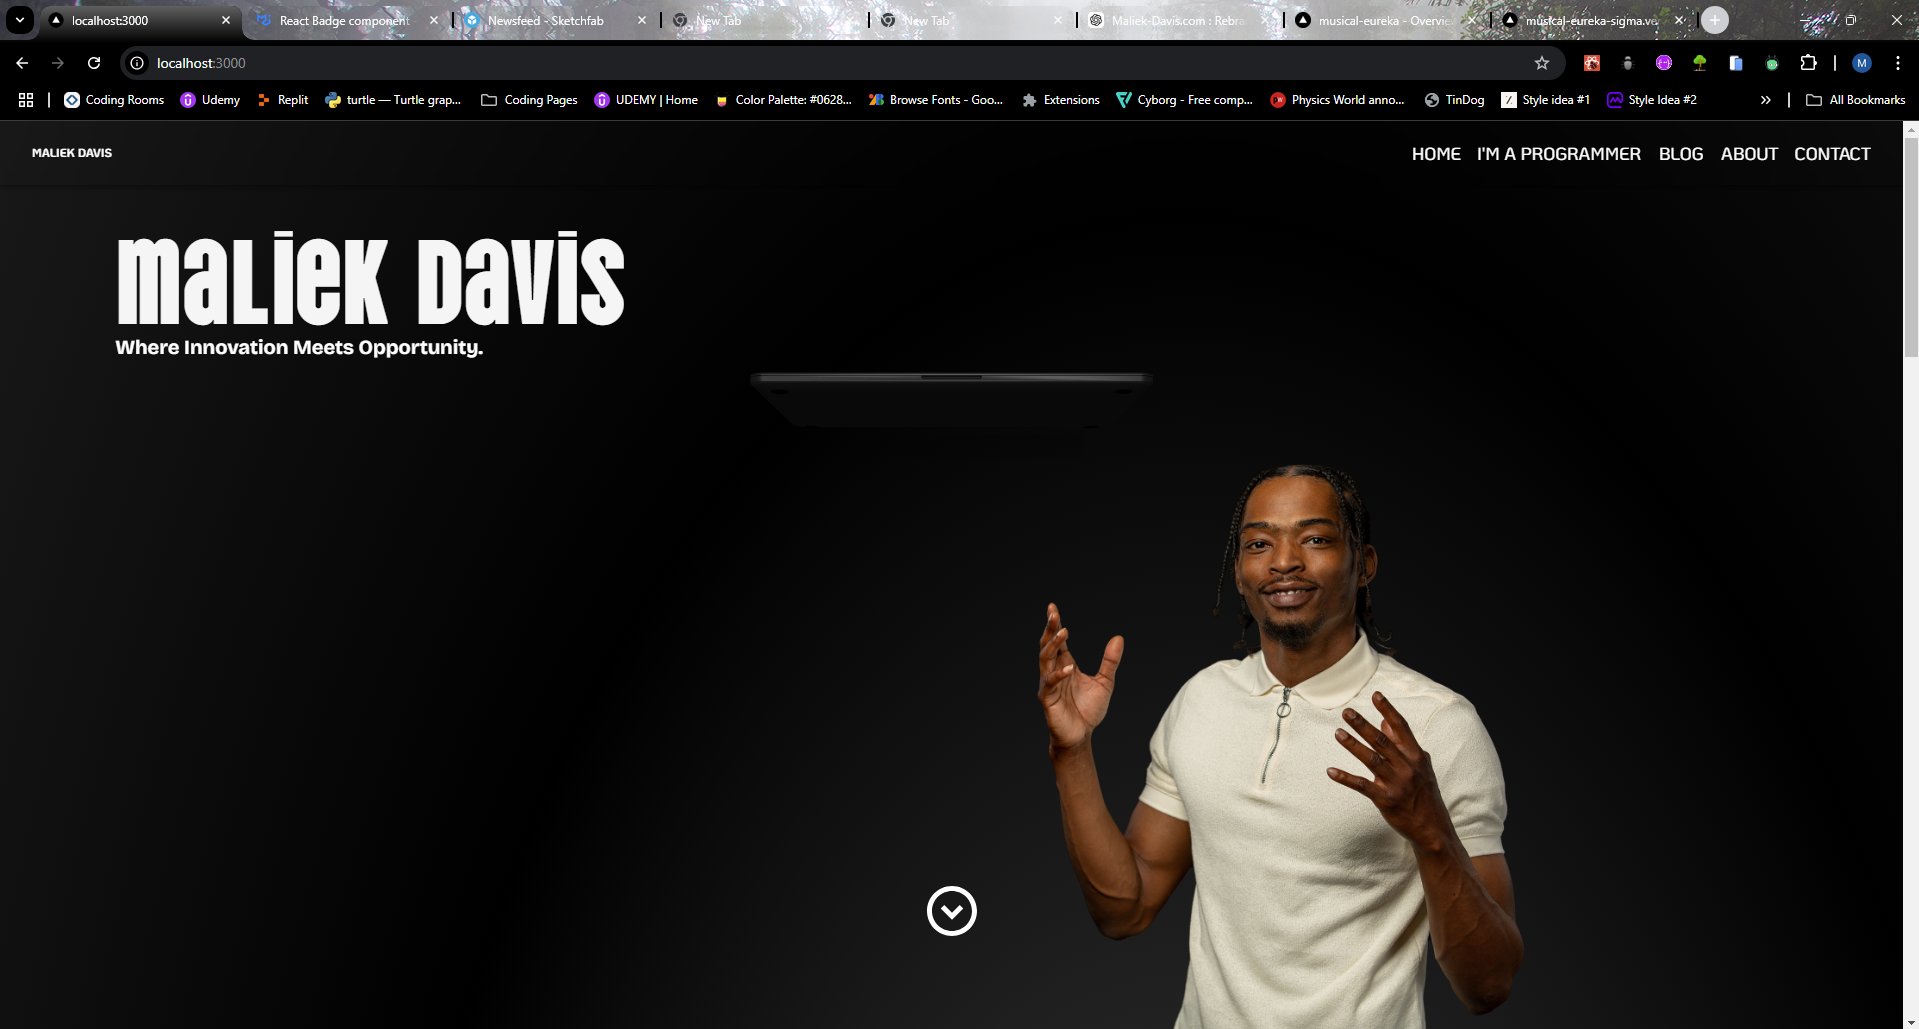 localhost:3000
React Badge component
Newsfeed - Sketchfab
New Tab
New Tab
Maliek-Davis.com : Rebra
musical-eureka - Overvie
musical-eureka-sigma.ve
localhost:3000
M
Coding Rooms
Udemy
Replit
turtle — Turtle grap...
Coding Pages
UDEMY | Home
Color Palette: #0628...
Browse Fonts - Goo...
Extensions
Cyborg - Free comp...
Physics World anno...
TinDog
Style idea #1
Style Idea #2
All Bookmarks
MALIEK DAVIS
HOME
I'M A PROGRAMMER
BLOG
ABOUT
CONTACT
MALIEK DAVIS
Where Innovation Meets Opportunity.